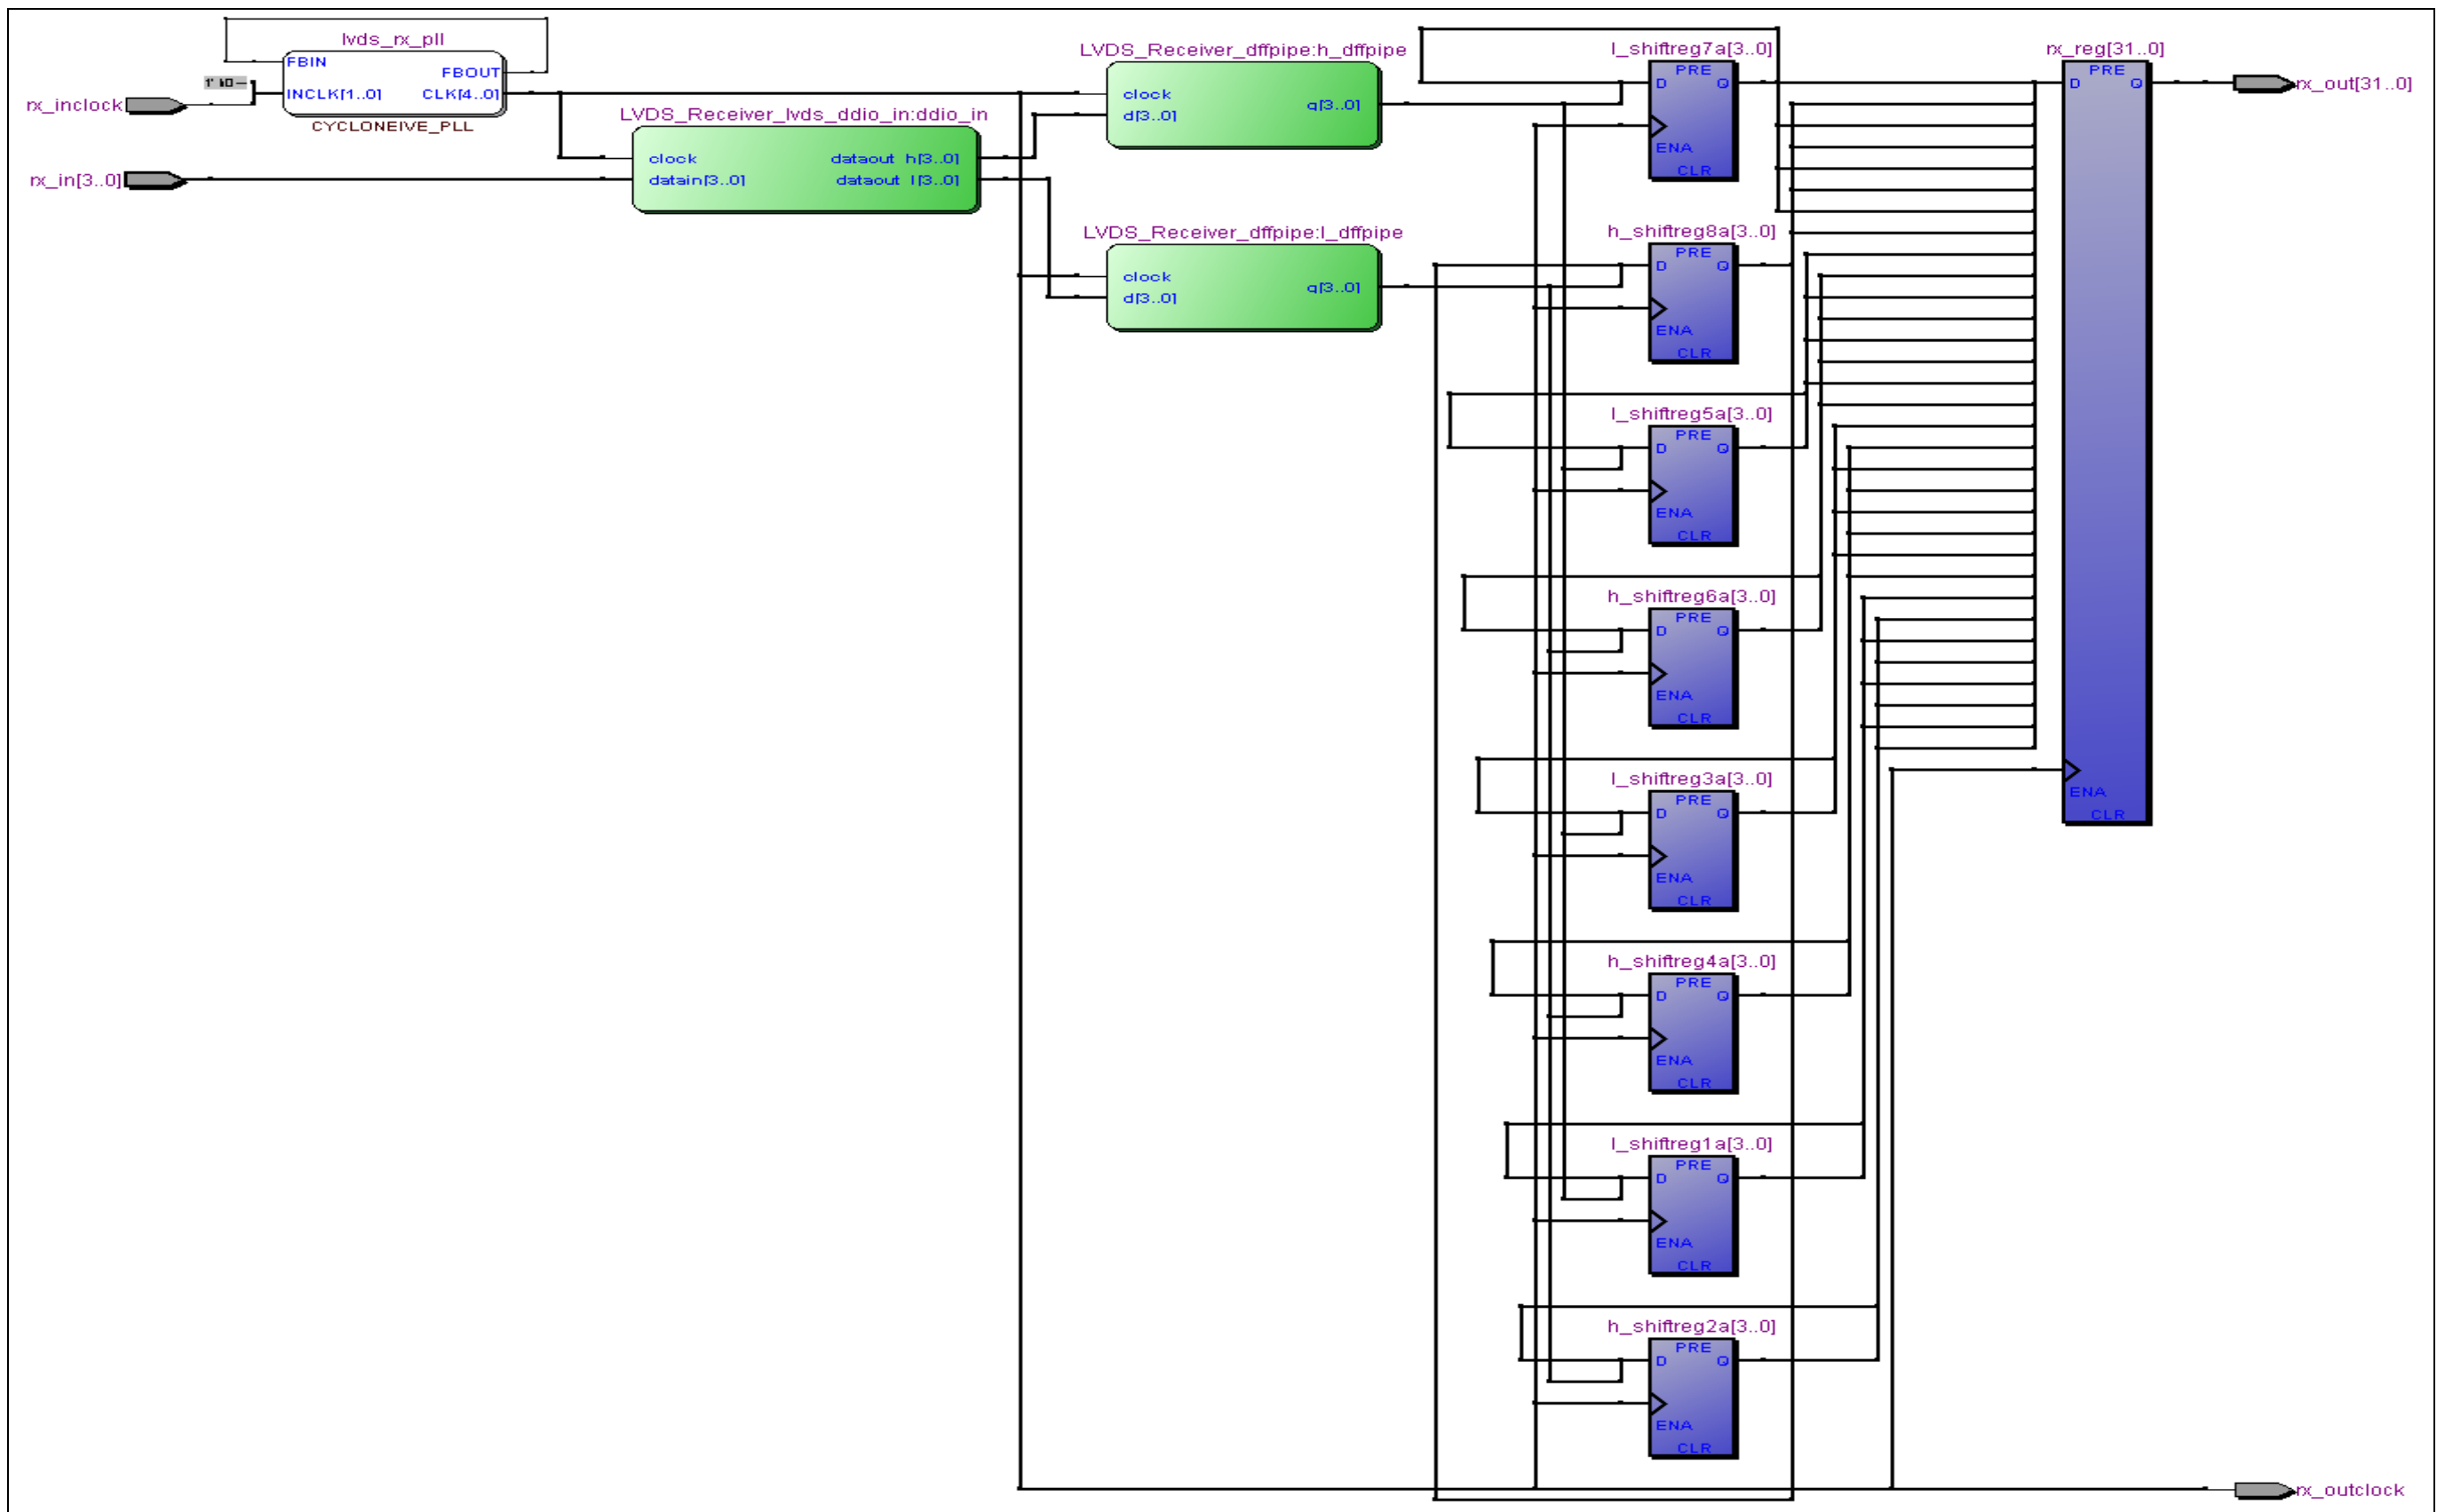 lvds_rx_pll
FBIN
FBOUT
INCLK[1..0]
CLK[4..0]
CYCLONEIVE_PLL
rx_inclock
rx_in[3..0]
LVDS_Receiver_lvds_ddio_in:ddio_in
clock
dataout_h[3..0]
datain[3..0]
dataout_l[3..0]
LVDS_Receiver_dffpipe:h_dffpipe
clock
q[3..0]
d[3..0]
LVDS_Receiver_dffpipe:l_dffpipe
clock
q[3..0]
d[3..0]
l_shiftreg7a[3..0]
PRE
D
Q
ENA
CLR
h_shiftreg8a[3..0]
PRE
D
Q
ENA
CLR
l_shiftreg5a[3..0]
PRE
D
Q
ENA
CLR
h_shiftreg6a[3..0]
PRE
D
Q
ENA
CLR
l_shiftreg3a[3..0]
PRE
D
Q
ENA
CLR
h_shiftreg4a[3..0]
PRE
D
Q
ENA
CLR
l_shiftreg1a[3..0]
PRE
D
Q
ENA
CLR
h_shiftreg2a[3..0]
PRE
D
Q
ENA
CLR
rx_reg[31..0]
PRE
D
Q
ENA
CLR
rx_out[31..0]
rx_outclock